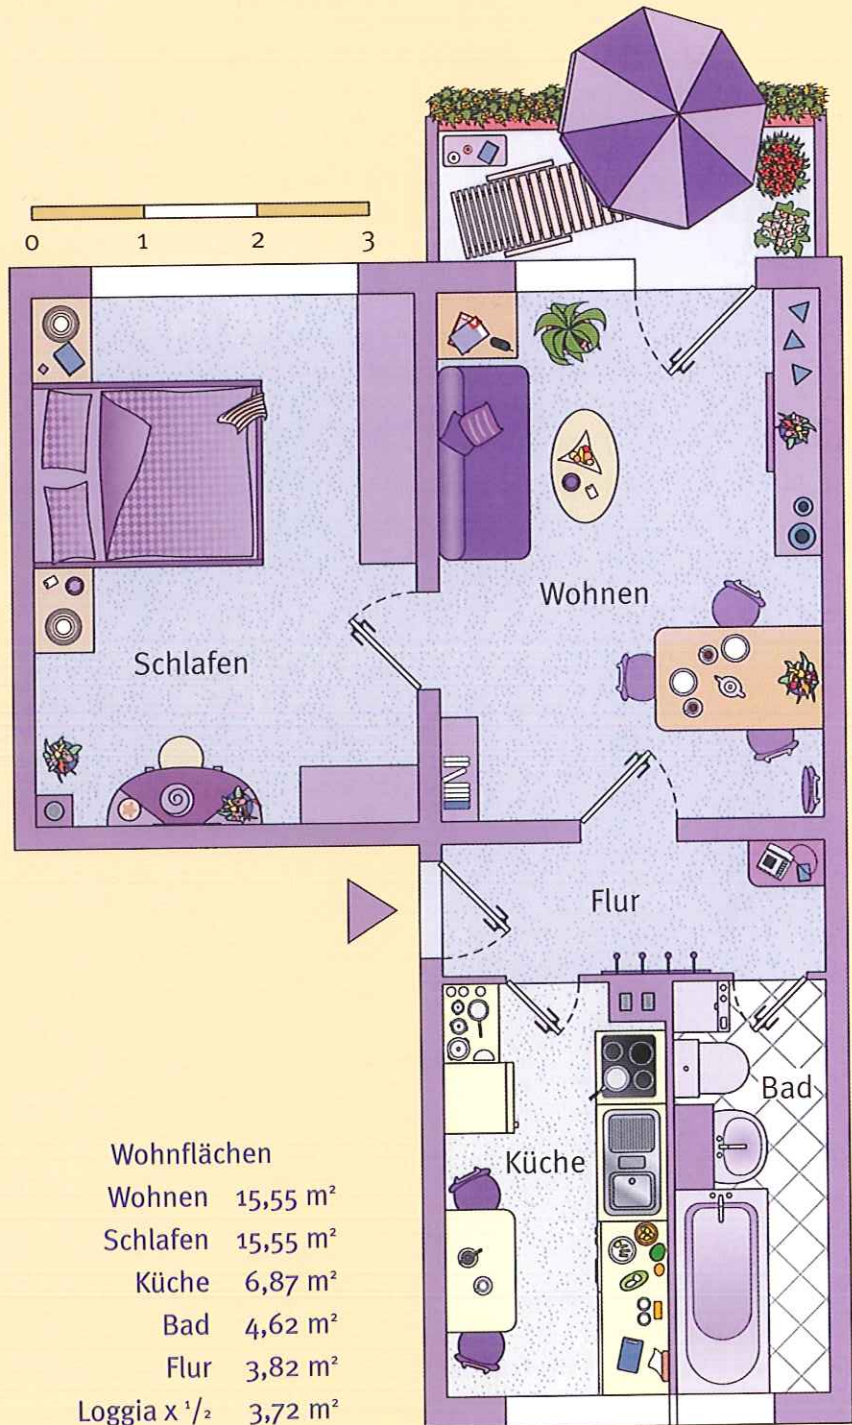 0 1 2 3
Wohnen
Schlafen
Flur
Bad
Küche
Wohnflächen
Wohnen 15,55 m²
Schlafen 15,55 m²
Küche 6,87 m²
Bad 4,62 m²
Flur 3,82 m²
Loggia x ¹/₂ 3,72 m²